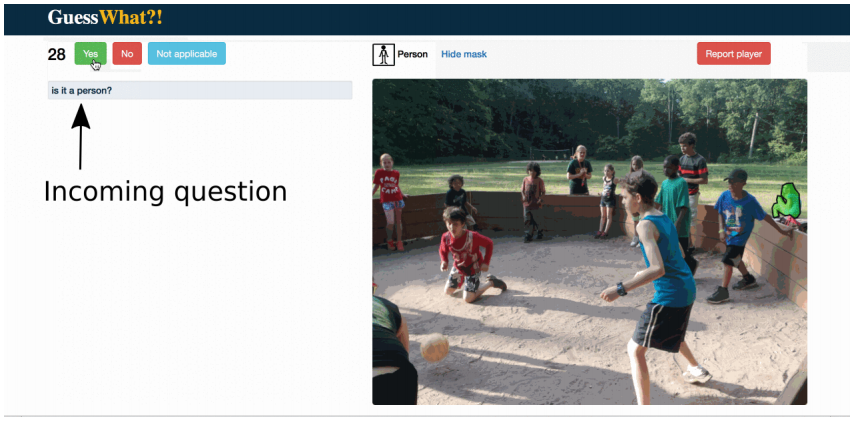 GuessWhat?!
28 Yes No Not applicable
Person Hide mask Report player
is it a person?
Incoming question